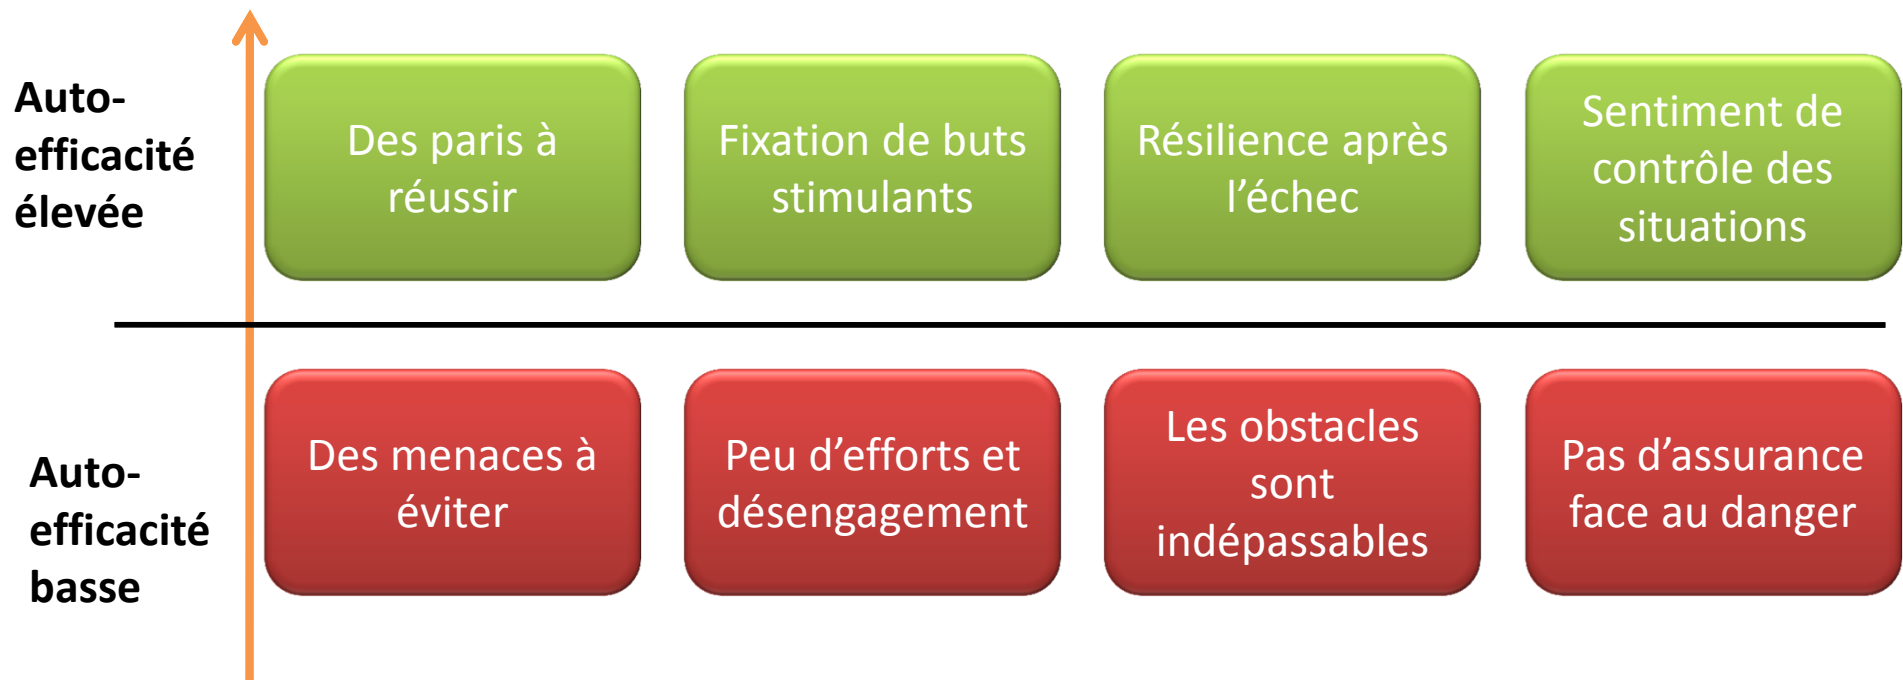 Auto-
efficacité
élevée
Des paris à
réussir
Fixation de buts
stimulants
Résilience après
l’échec
Sentiment de
contrôle des
situations
Auto-
efficacité
basse
Des menaces à
éviter
Peu d’efforts et
désengagement
Les obstacles
sont
indépassables
Pas d’assurance
face au danger